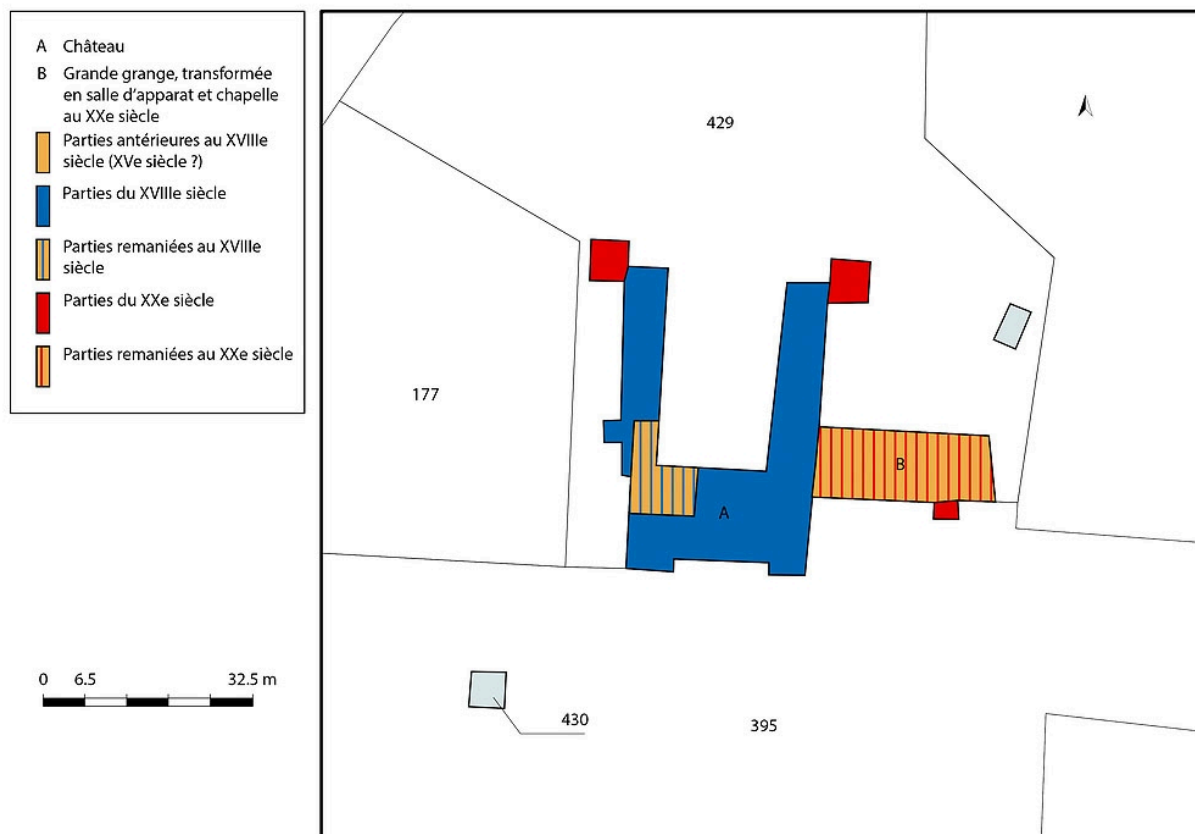 A Château
B Grande grange, transformée
en salle d'apparat et chapelle
au XXe siècle
Parties antérieures au XVIIIe
siècle (XVe siècle ?)
Parties du XVIIIe siècle
Parties remaniées au XVIIIe
siècle
Parties du XXe siècle
Parties remaniées au XXe siècle
0 6.5 32.5 m
429
177
B
A
430
395